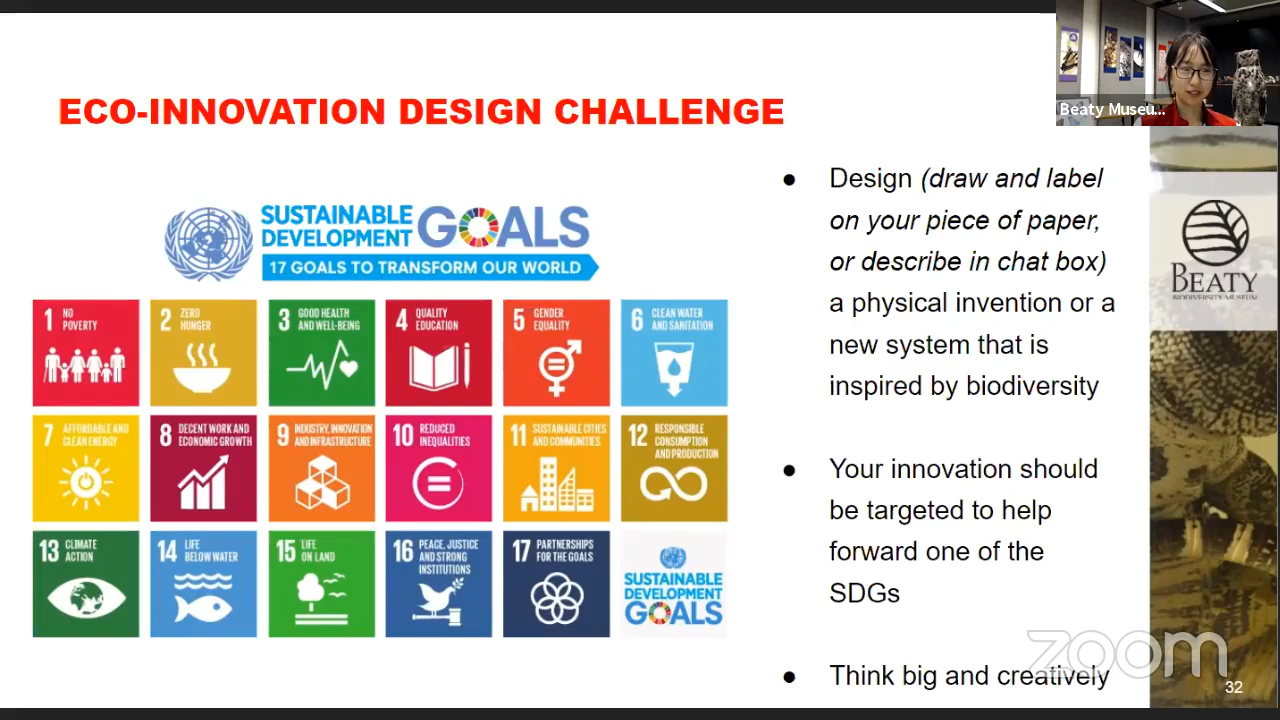 ECO-INNOVATION DESIGN CHALLENGE
Beaty Museu...
SUSTAINABLE
DEVELOPMENT
GOALS
17 GOALS TO TRANSFORM OUR WORLD
1 NO
POVERTY
2 ZERO
HUNGER
3 GOOD HEALTH
AND WELL-BEING
4 QUALITY
EDUCATION
5 GENDER
EQUALITY
6 CLEAN WATER
AND SANITATION
7 AFFORDABLE AND
CLEAN ENERGY
8 DECENT WORK AND
ECONOMIC GROWTH
9 INDUSTRY, INNOVATION
AND INFRASTRUCTURE
10 REDUCED
INEQUALITIES
11 SUSTAINABLE CITIES
AND COMMUNITIES
12 RESPONSIBLE
CONSUMPTION
AND PRODUCTION
13 CLIMATE
ACTION
14 LIFE
BELOW WATER
15 LIFE
ON LAND
16 PEACE, JUSTICE
AND STRONG
INSTITUTIONS
17 PARTNERSHIPS
FOR THE GOALS
SUSTAINABLE
DEVELOPMENT
GOALS
● Design (draw and label
on your piece of paper,
or describe in chat box)
a physical invention or a
new system that is
inspired by biodiversity
● Your innovation should
be targeted to help
forward one of the
SDGs
● Think big and creatively
BEATY
BIODIVERSITY MUSEUM
zoom
32